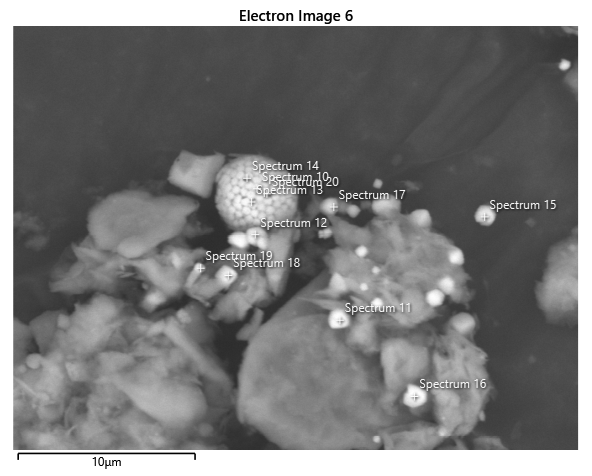 Electron Image 6
Spectrum 14
Spectrum 10
Spectrum 20
Spectrum 13
Spectrum 17
Spectrum 15
Spectrum 12
Spectrum 19
Spectrum 18
Spectrum 11
Spectrum 16
10µm